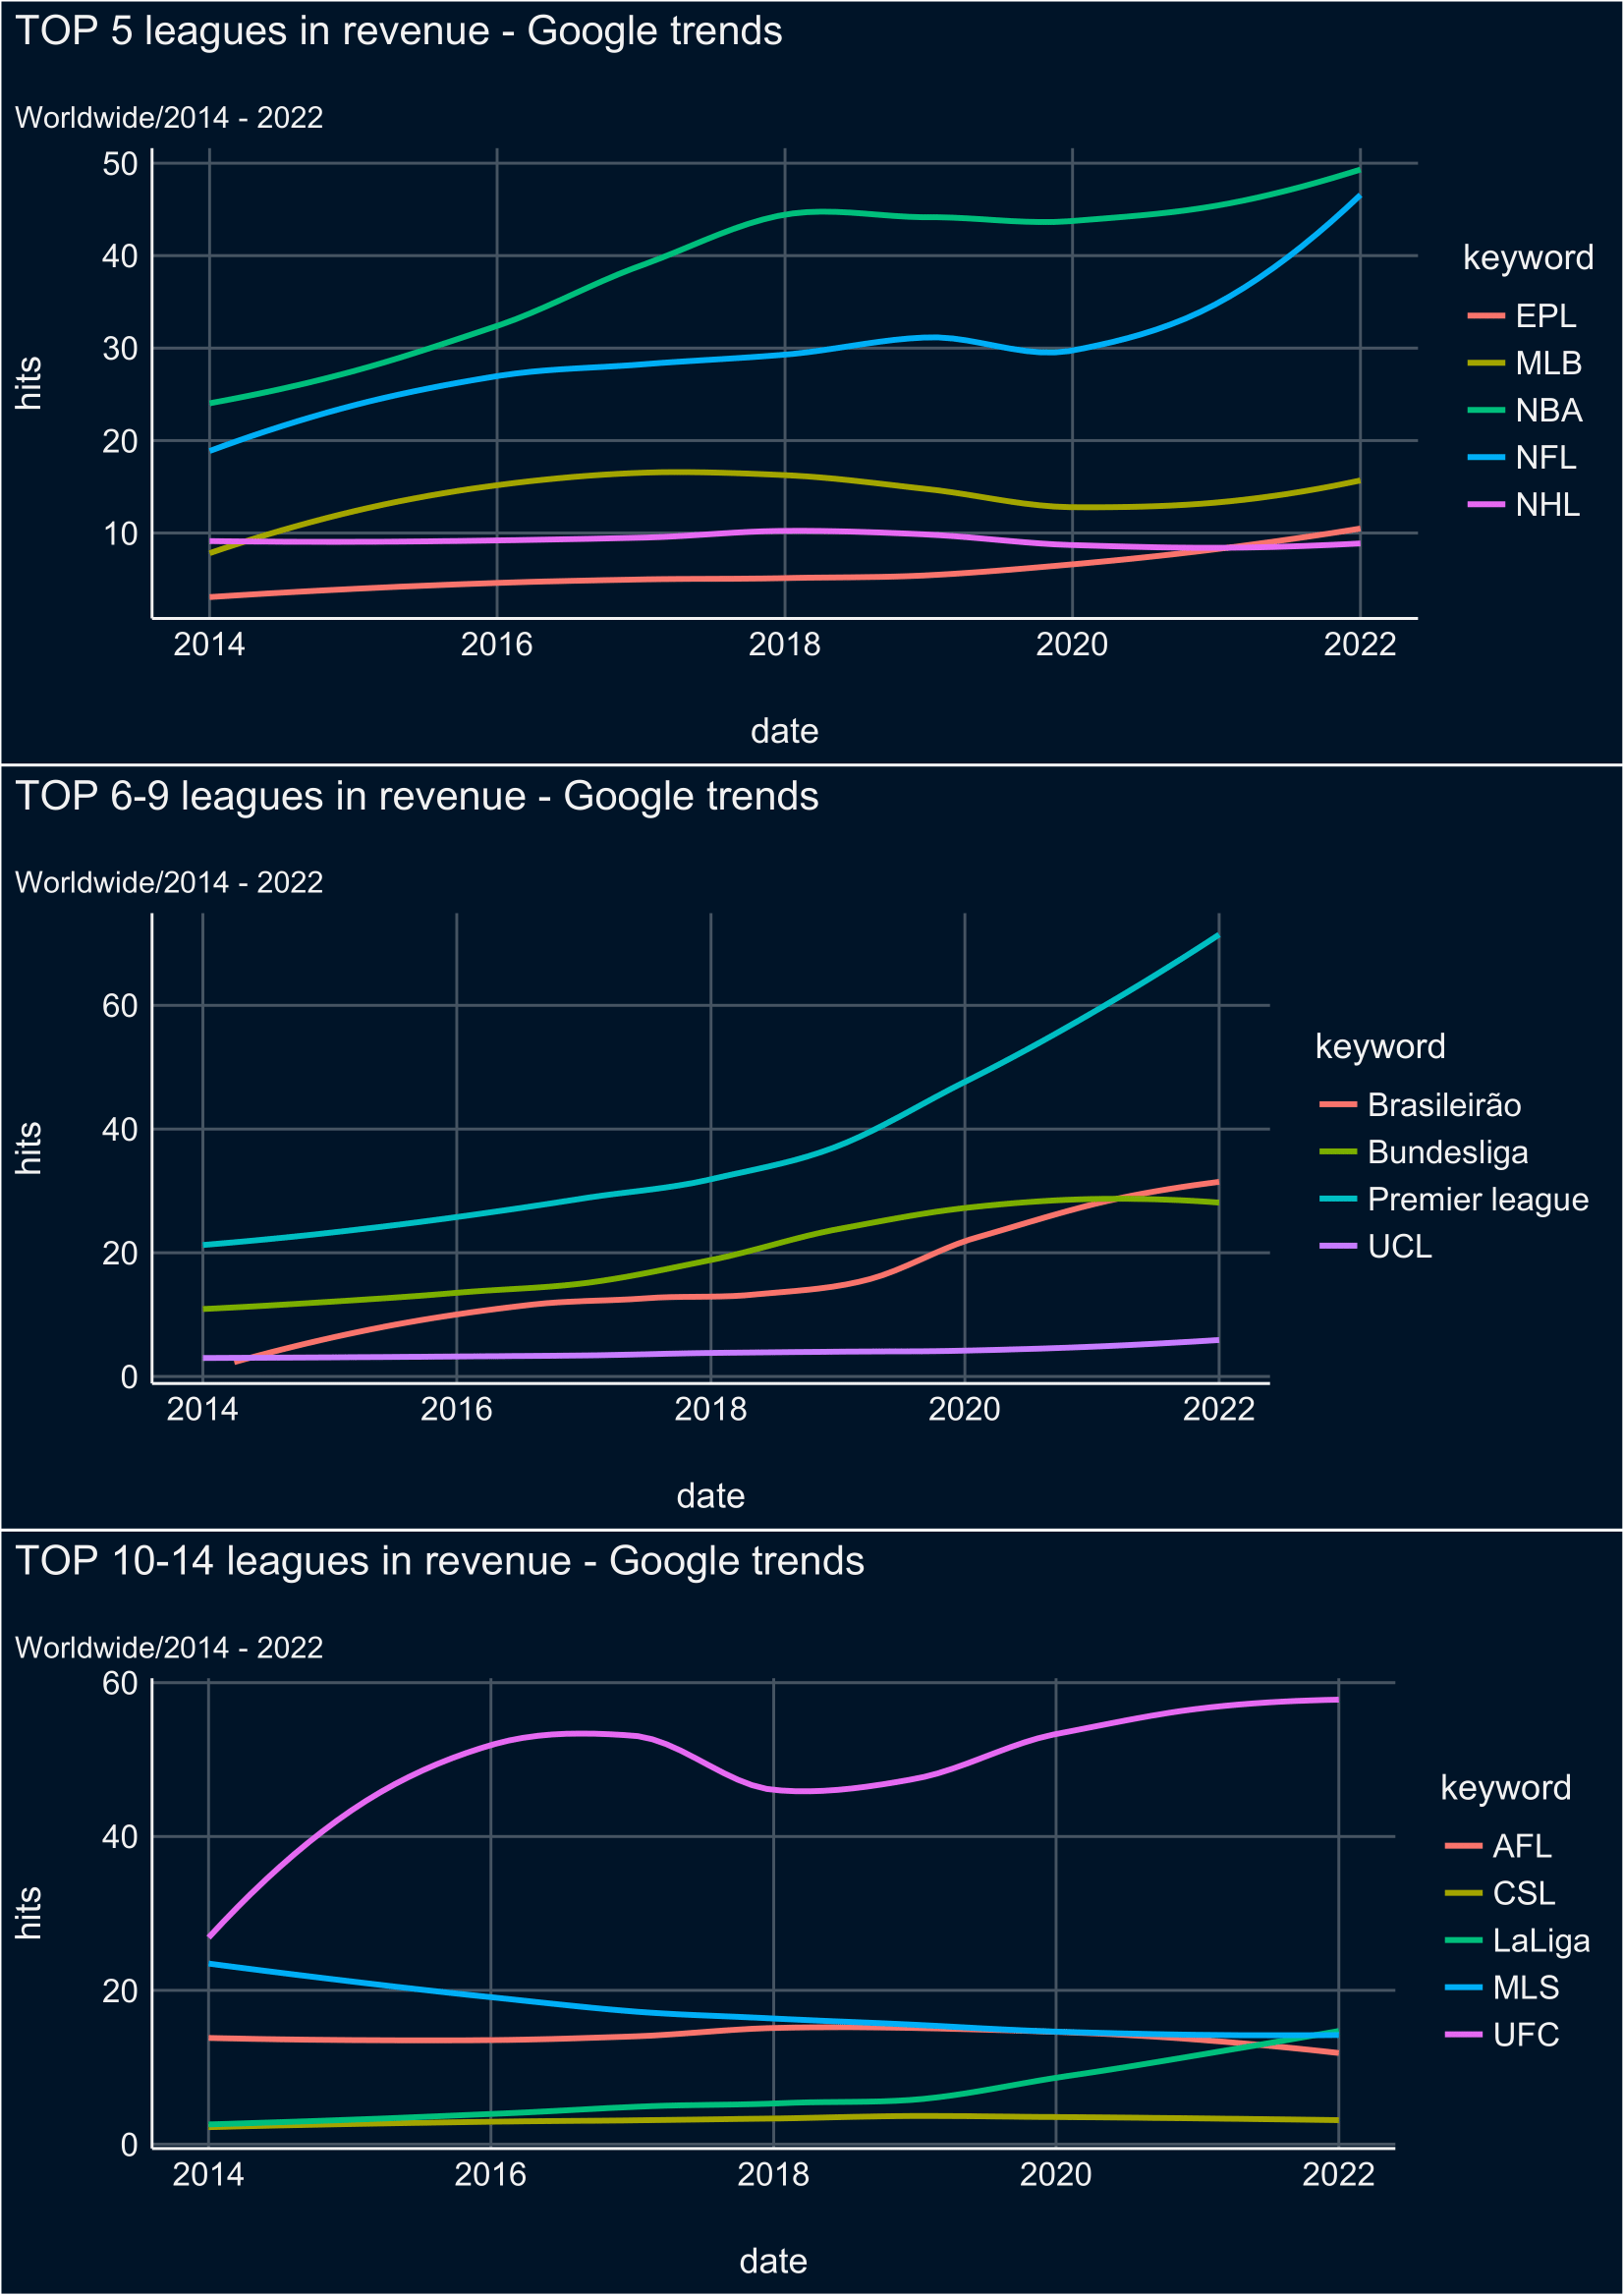 TOP 5 leagues in revenue - Google trends
Worldwide/2014 - 2022
50
40
30
20
10
hits
2014 2016 2018 2020 2022
date
keyword
EPL
MLB
NBA
NFL
NHL
TOP 6-9 leagues in revenue - Google trends
Worldwide/2014 - 2022
60
40
20
0
hits
2014 2016 2018 2020 2022
date
keyword
Brasileirão
Bundesliga
Premier league
UCL
TOP 10-14 leagues in revenue - Google trends
Worldwide/2014 - 2022
60
40
20
0
hits
2014 2016 2018 2020 2022
date
keyword
AFL
CSL
LaLiga
MLS
UFC